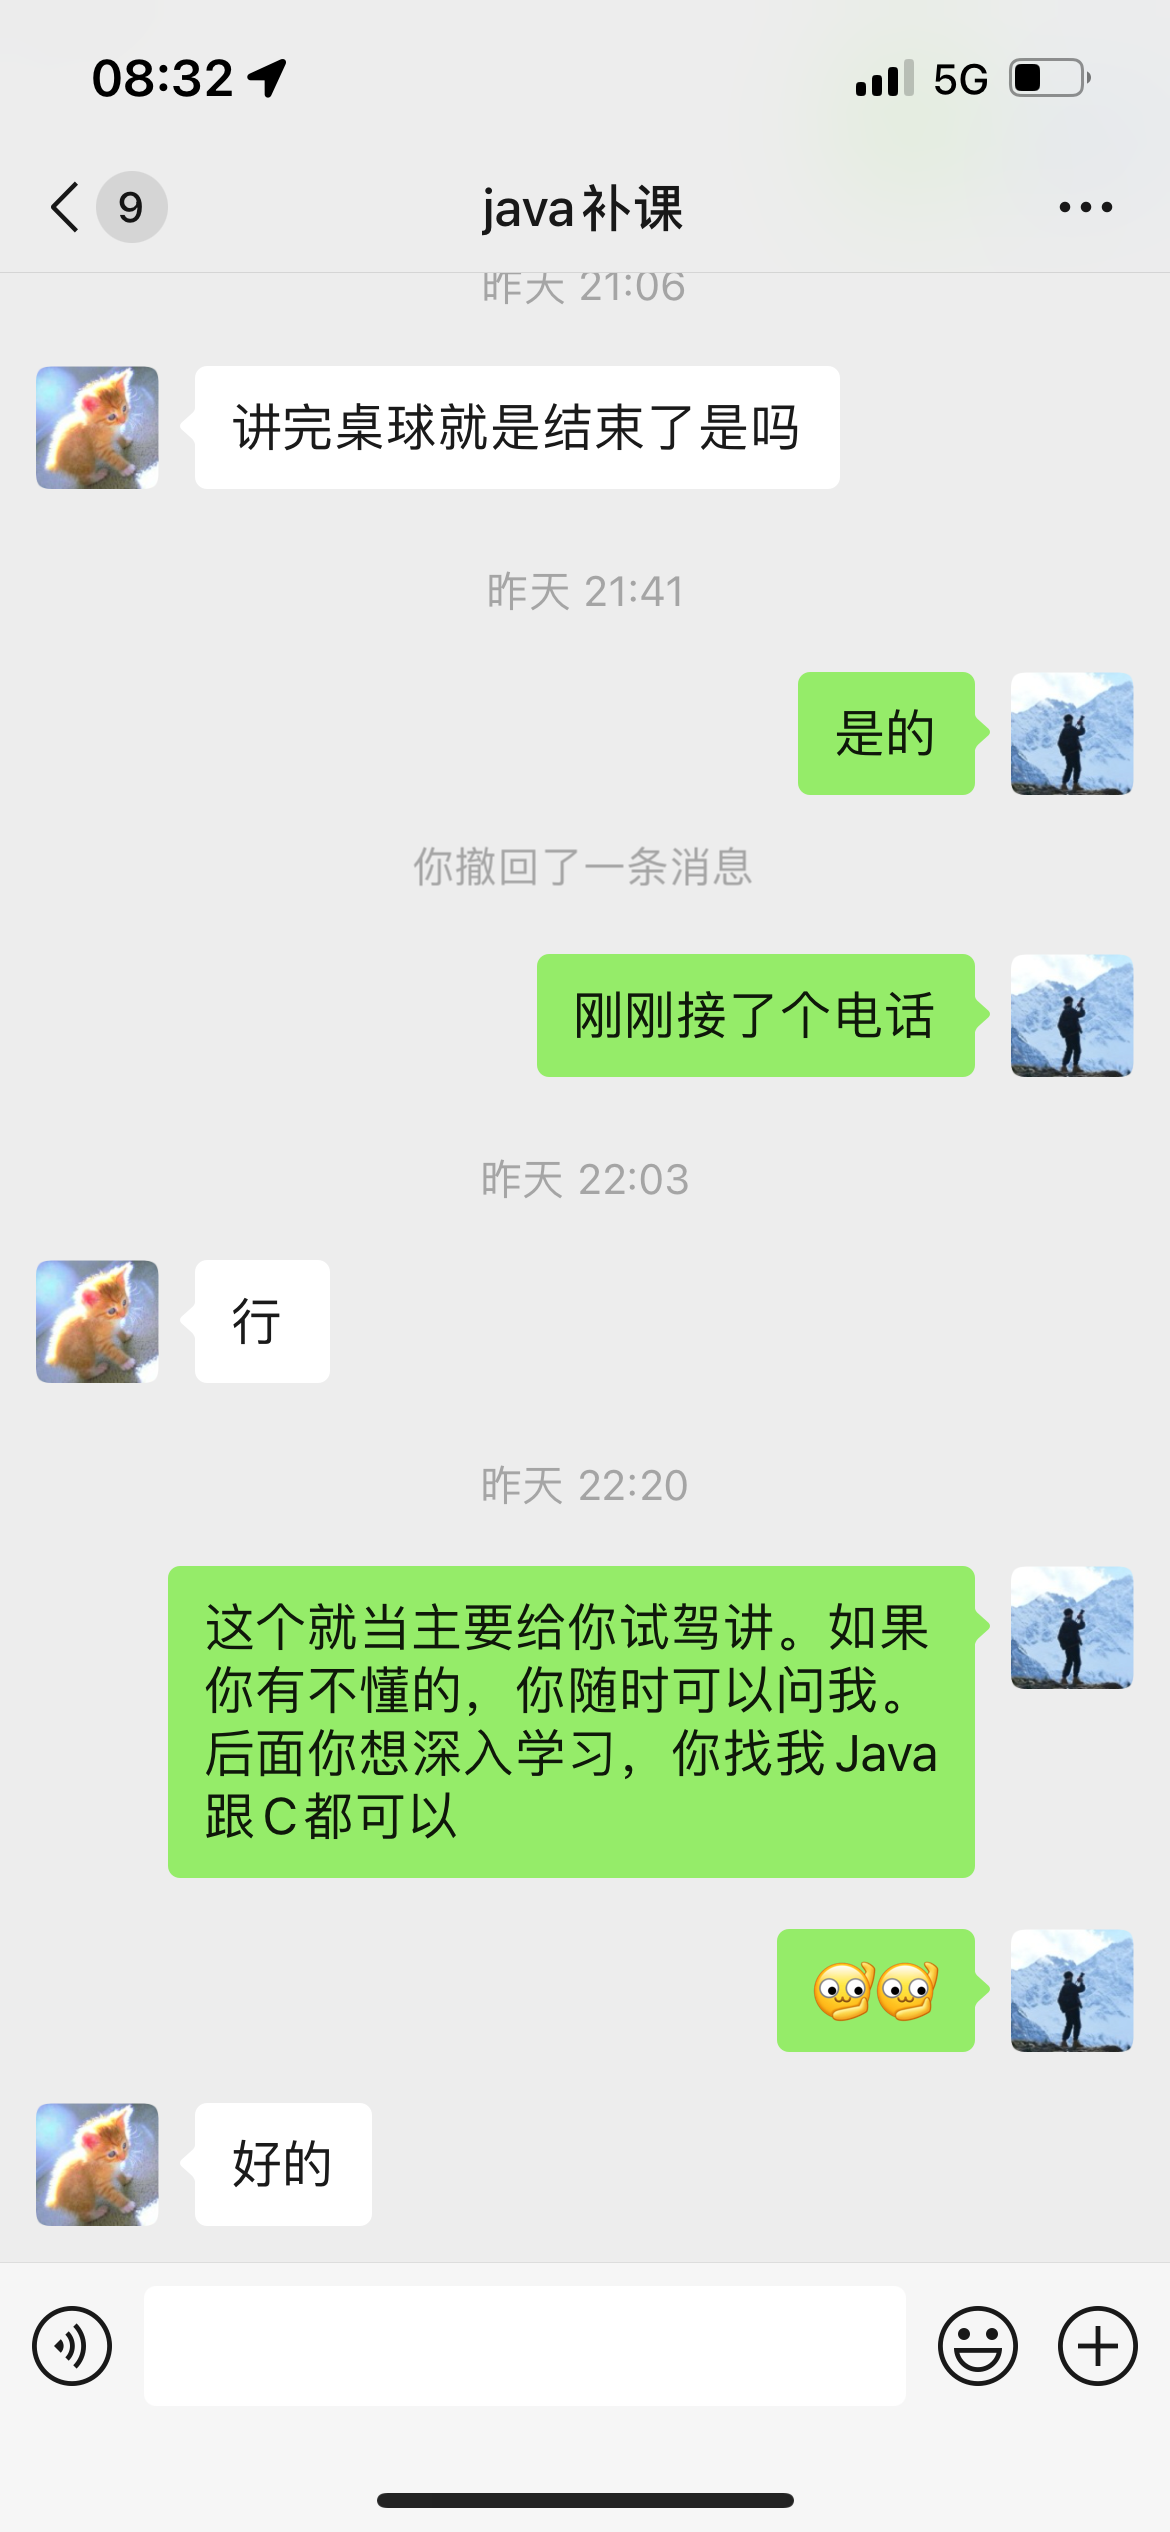 08:32
5G
9
java补课
昨天 21:06
讲完桌球就是结束了是吗
昨天 21:41
是的
你撤回了一条消息
刚刚接了个电话
昨天 22:03
行
昨天 22:20
这个就当主要给你试驾讲。如果
你有不懂的，你随时可以问我。
后面你想深入学习，你找我Java
跟C都可以
好的